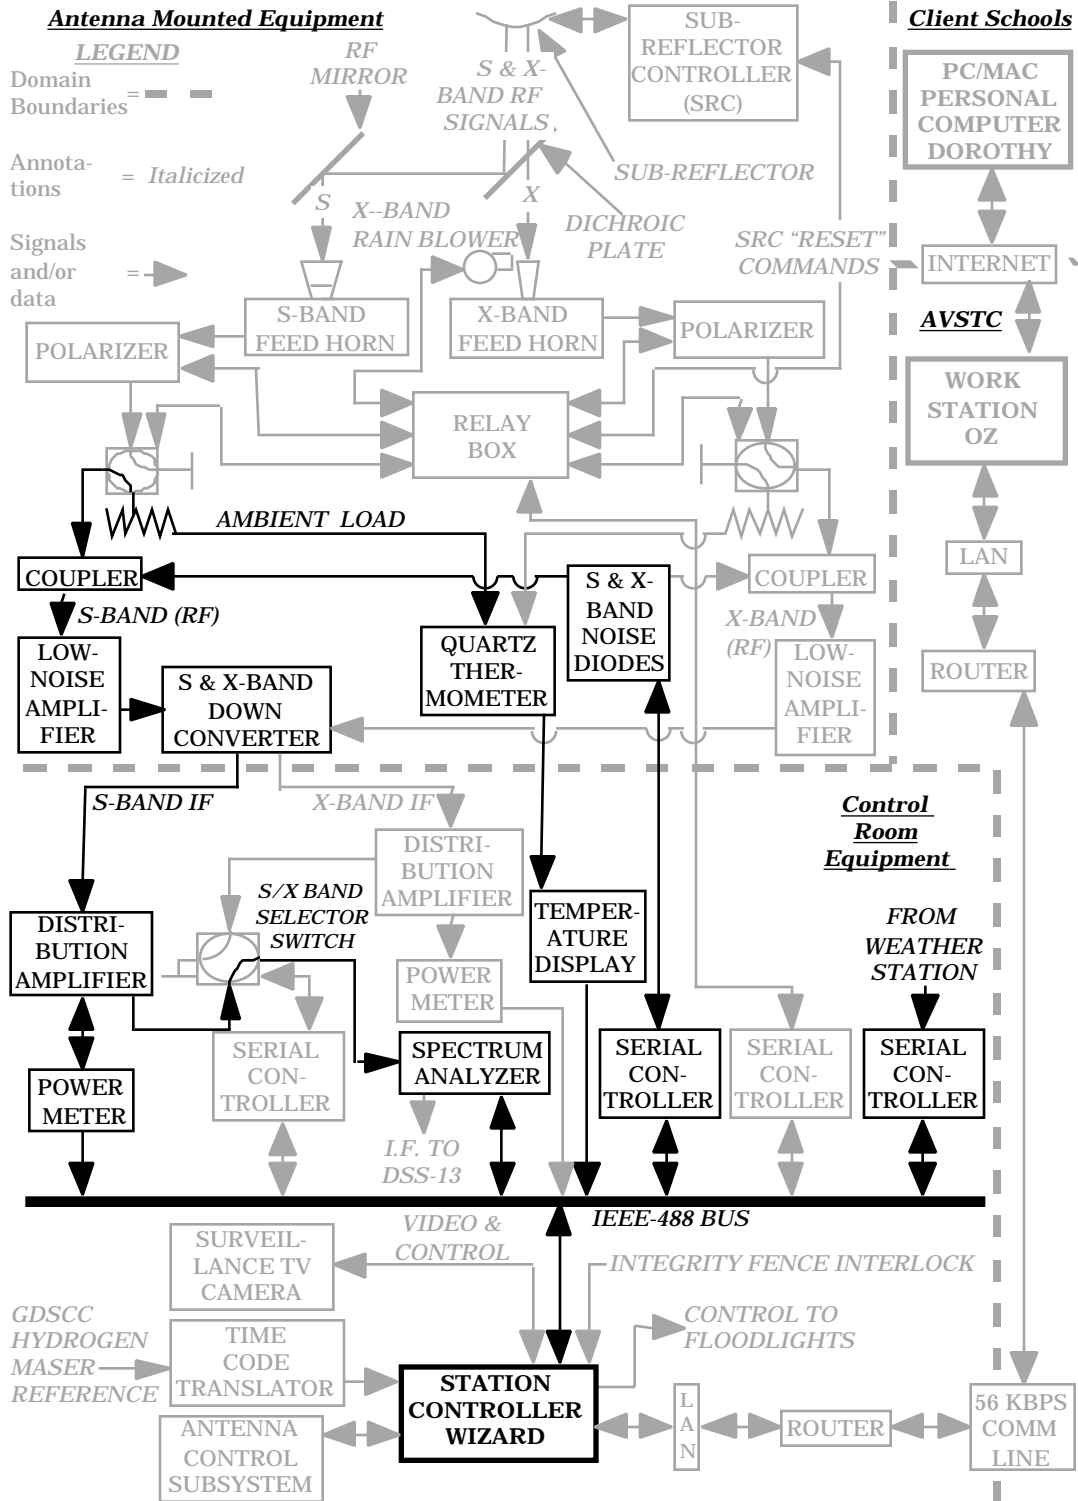 Antenna Mounted Equipment
LEGEND
Domain
Boundaries =
Annota-
tions = Italicized
Signals
and/or =
data
RF
MIRROR
S & X-
BAND RF
SIGNALS
SUB-
REFLECTOR
CONTROLLER
(SRC)
SUB-REFLECTOR
S
X
X--BAND
RAIN BLOWER
DICHROIC
PLATE
SRC “RESET”
COMMANDS
Client Schools
PC/MAC
PERSONAL
COMPUTER
DOROTHY
INTERNET
AVSTC
WORK
STATION
OZ
LAN
ROUTER
POLARIZER
S-BAND
FEED HORN
X-BAND
FEED HORN
POLARIZER
RELAY
BOX
AMBIENT LOAD
COUPLER
S-BAND (RF)
LOW-
NOISE
AMPLI-
FIER
S & X-BAND
DOWN
CONVERTER
QUARTZ
THER-
MOMETER
S & X-
BAND
NOISE
DIODES
COUPLER
X-BAND
(RF)
LOW-
NOISE
AMPLI-
FIER
S-BAND IF
X-BAND IF
Control
Room
Equipment
DISTRI-
BUTION
AMPLIFIER
S/X BAND
SELECTOR
SWITCH
DISTRI-
BUTION
AMPLIFIER
TEMPER-
ATURE
DISPLAY
FROM
WEATHER
STATION
POWER
METER
POWER
METER
SERIAL
CON-
TROLLER
SPECTRUM
ANALYZER
SERIAL
CON-
TROLLER
SERIAL
CON-
TROLLER
SERIAL
CON-
TROLLER
I.F. TO
DSS-13
IEEE-488 BUS
SURVEIL-
LANCE TV
CAMERA
VIDEO &
CONTROL
INTEGRITY FENCE INTERLOCK
GDSCC
HYDROGEN
MASER
REFERENCE
TIME
CODE
TRANSLATOR
CONTROL TO
FLOODLIGHTS
ANTENNA
CONTROL
SUBSYSTEM
STATION
CONTROLLER
WIZARD
L
A
N
ROUTER
56 KBPS
COMM
LINE